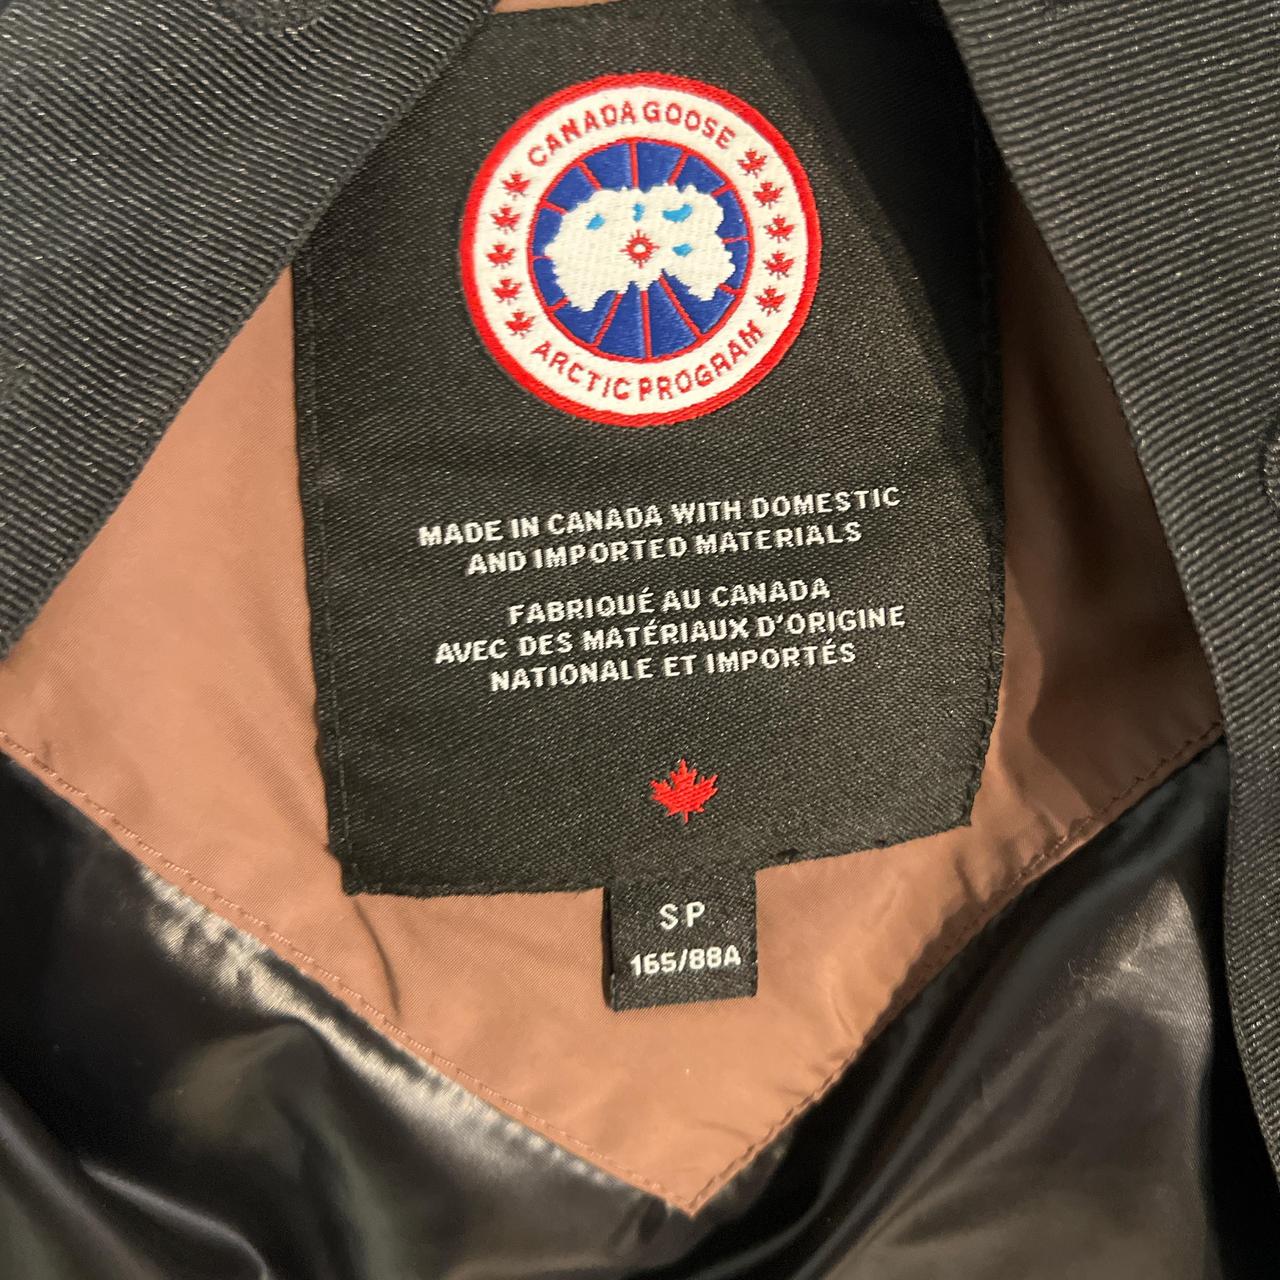 CANADA GOOSE
ARCTIC PROGRAM
MADE IN CANADA WITH DOMESTIC
AND IMPORTED MATERIALS
FABRIQUÉ AU CANADA
AVEC DES MATÉRIAUX D'ORIGINE
NATIONALE ET IMPORTÉS
S P
165/88A